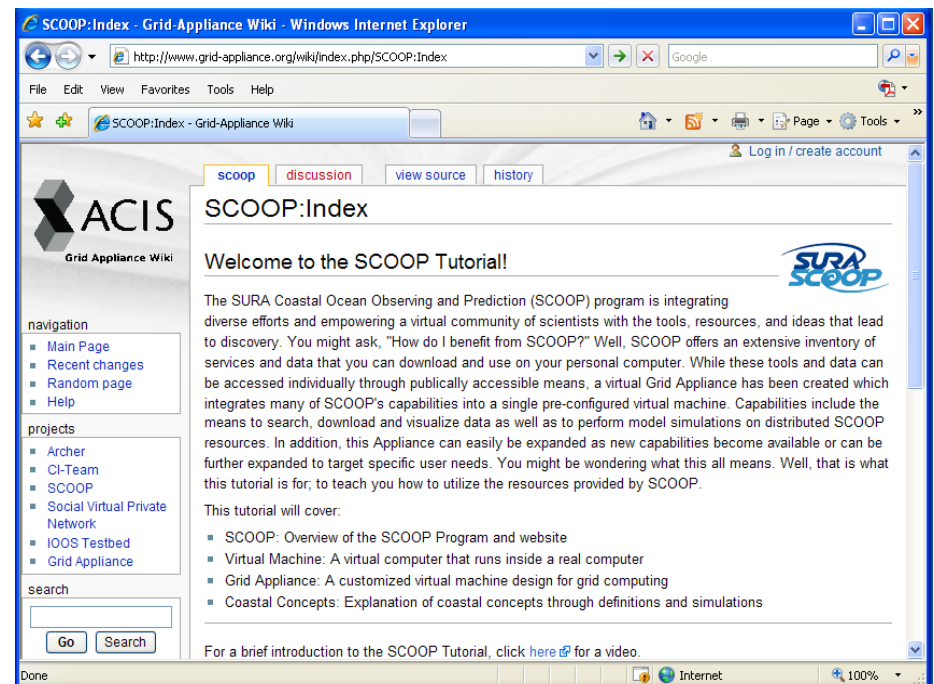 SCOOP:Index - Grid-Appliance Wiki - Windows Internet Explorer
http://www.grid-appliance.org/wiki/index.php/SCOOP:Index
Google
File Edit View Favorites Tools Help
SCOOP:Index - Grid-Appliance Wiki
Page Tools
Log in / create account
scoop discussion view source history
ACIS
Grid Appliance Wiki
SCOOP:Index
Welcome to the SCOOP Tutorial!
SURA
SCOOP
The SURA Coastal Ocean Observing and Prediction (SCOOP) program is integrating
diverse efforts and empowering a virtual community of scientists with the tools, resources, and ideas that lead
to discovery. You might ask, "How do I benefit from SCOOP?" Well, SCOOP offers an extensive inventory of
services and data that you can download and use on your personal computer. While these tools and data can
be accessed individually through publically accessible means, a virtual Grid Appliance has been created which
integrates many of SCOOP's capabilities into a single pre-configured virtual machine. Capabilities include the
means to search, download and visualize data as well as to perform model simulations on distributed SCOOP
resources. In addition, this Appliance can easily be expanded as new capabilities become available or can be
further expanded to target specific user needs. You might be wondering what this all means. Well, that is what
this tutorial is for; to teach you how to utilize the resources provided by SCOOP.
This tutorial will cover:
SCOOP: Overview of the SCOOP Program and website
Virtual Machine: A virtual computer that runs inside a real computer
Grid Appliance: A customized virtual machine design for grid computing
Coastal Concepts: Explanation of coastal concepts through definitions and simulations
For a brief introduction to the SCOOP Tutorial, click here for a video.
navigation
Main Page
Recent changes
Random page
Help
projects
Archer
CI-Team
SCOOP
Social Virtual Private
Network
IOOS Testbed
Grid Appliance
search
Go Search
Done
Internet
100%